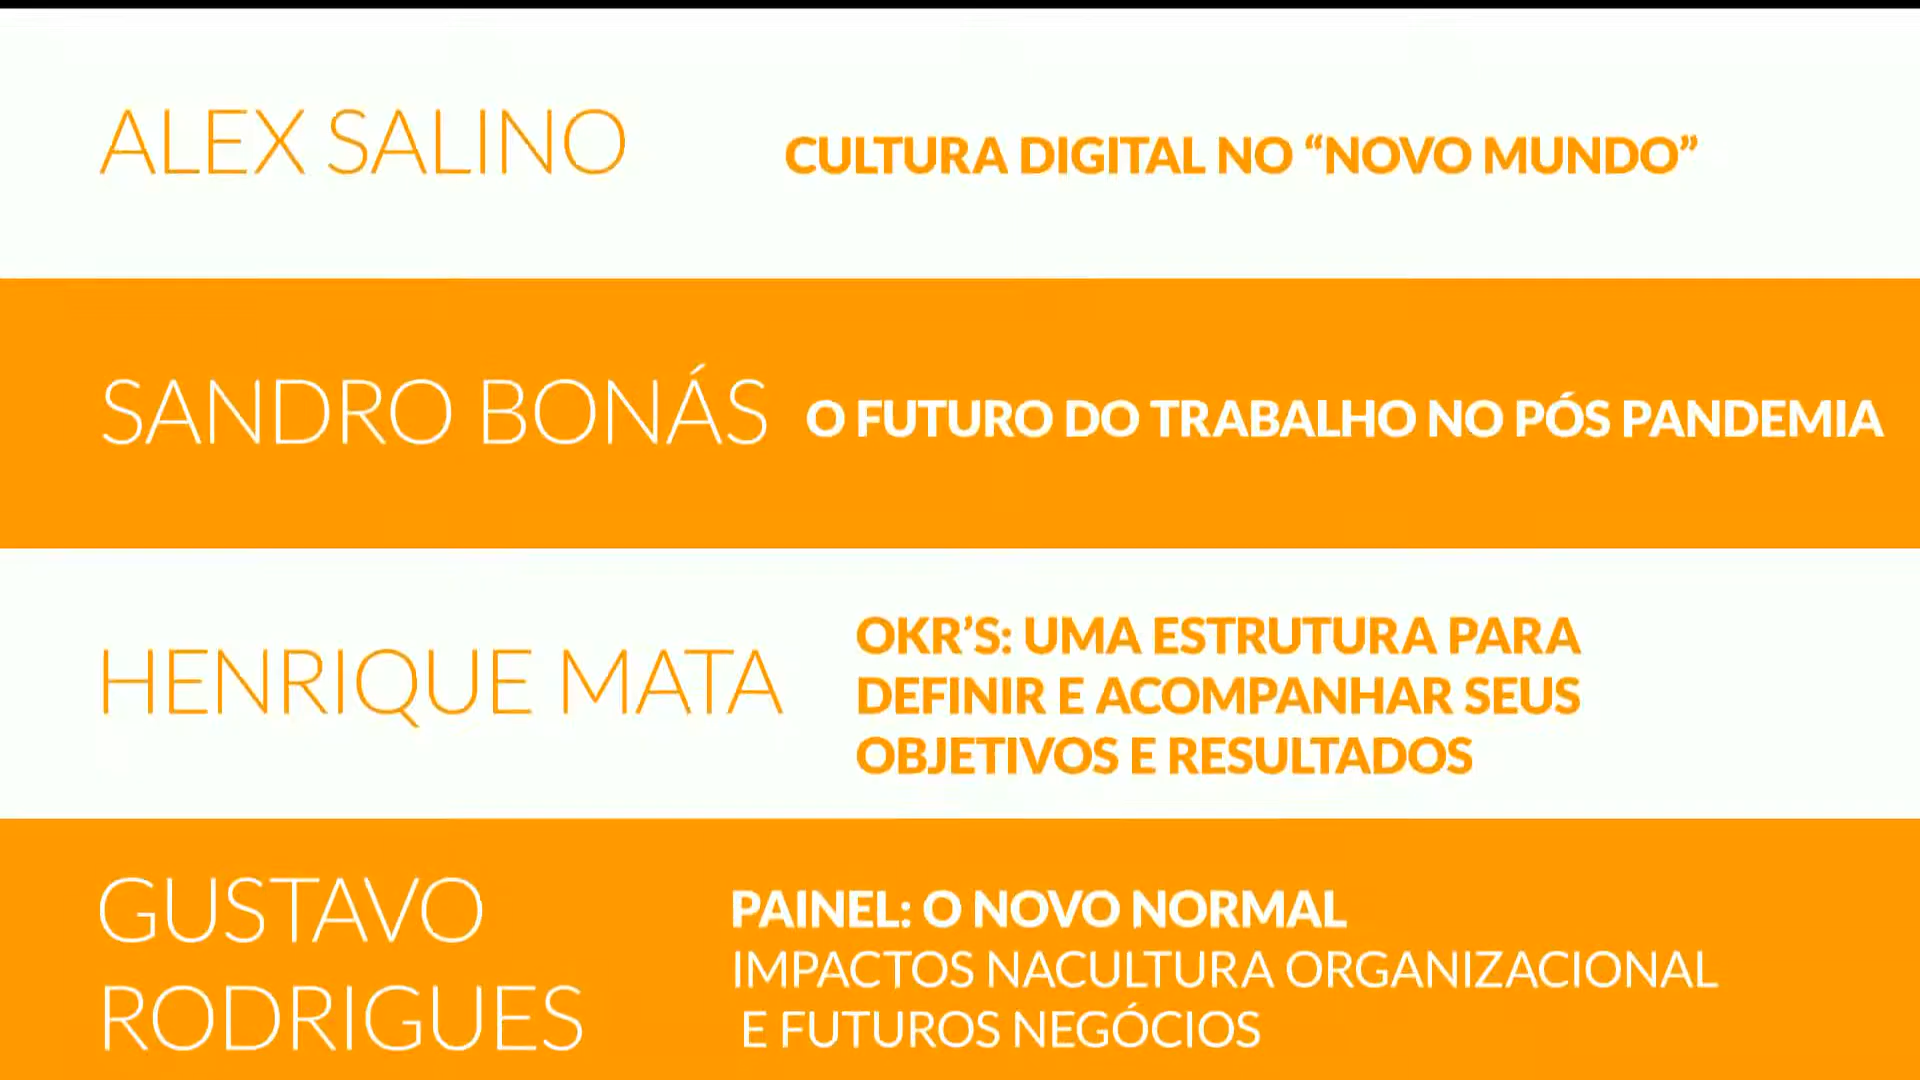 ALEX SALINO
CULTURA DIGITAL NO “NOVO MUNDO”
SANDRO BONÁS
O FUTURO DO TRABALHO NO PÓS PANDEMIA
HENRIQUE MATA
OKR’S: UMA ESTRUTURA PARA
DEFINIR E ACOMPANHAR SEUS
OBJETIVOS E RESULTADOS
GUSTAVO
RODRIGUES
PAINEL: O NOVO NORMAL
IMPACTOS NACULTURA ORGANIZACIONAL
E FUTUROS NEGÓCIOS